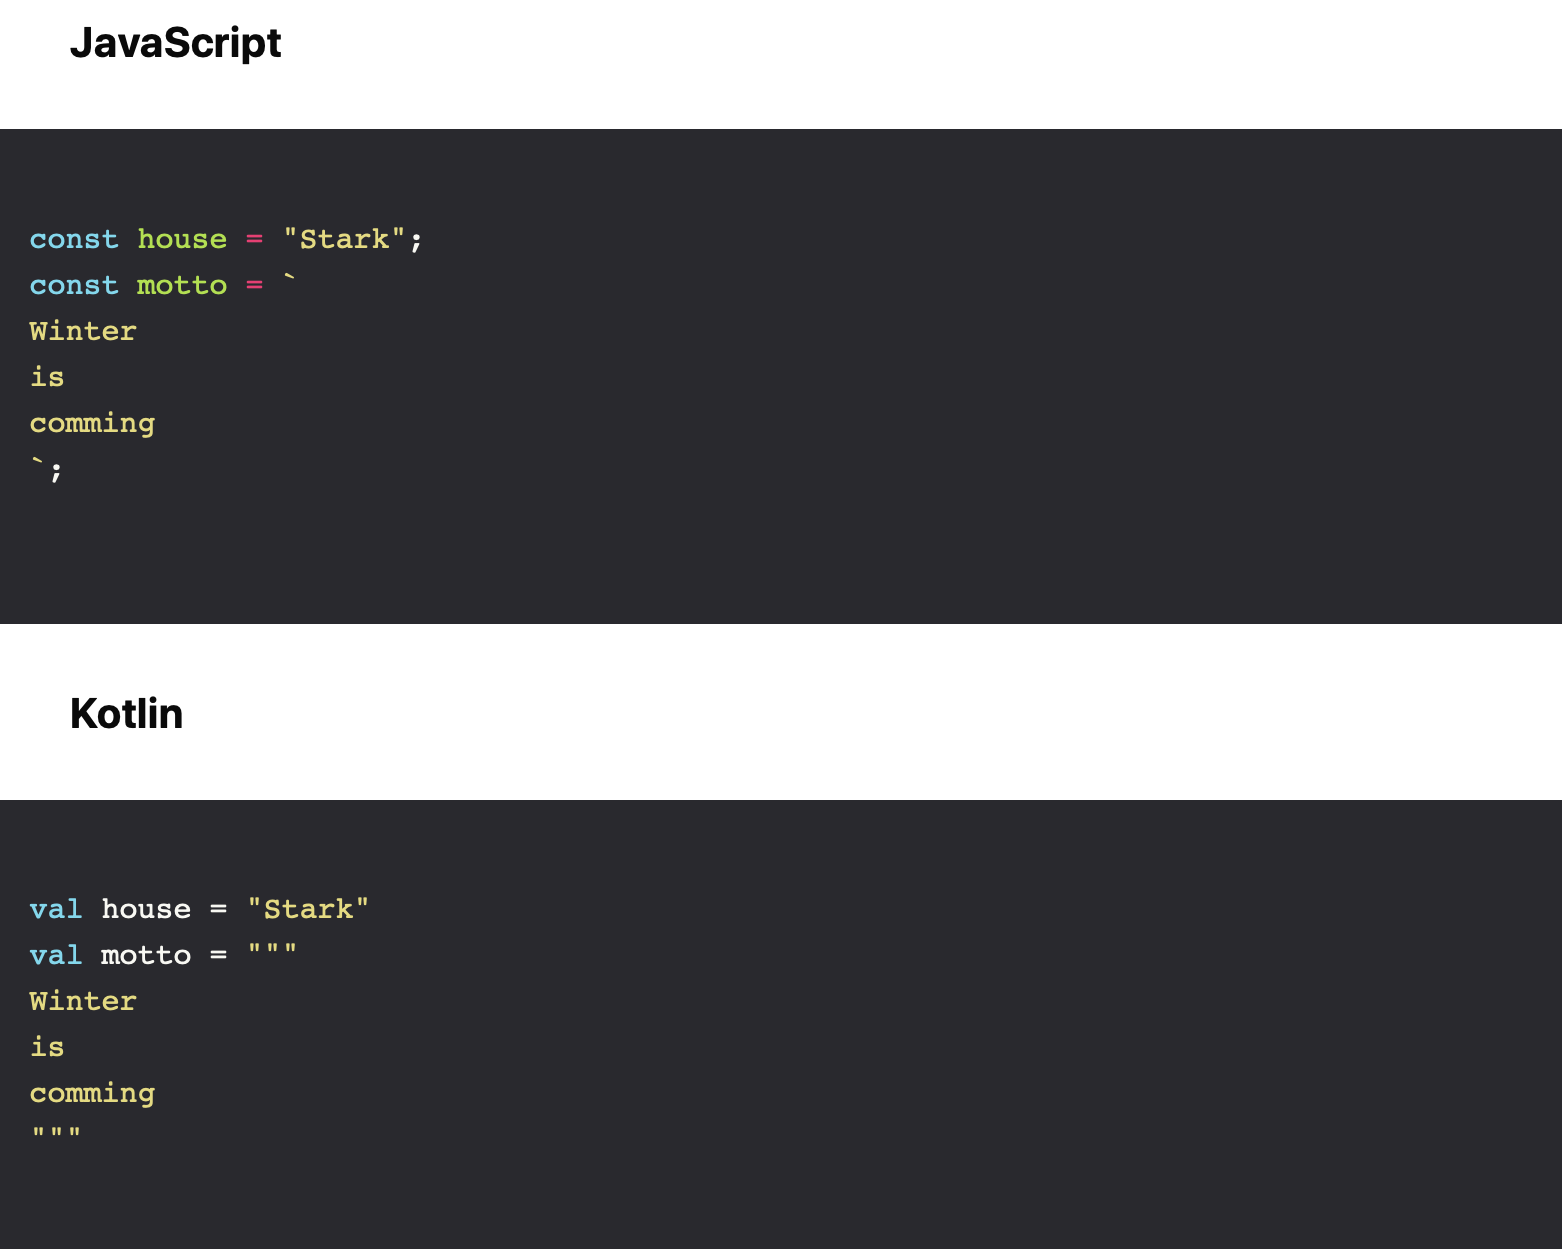 JavaScript
const house = "Stark";
const motto = `
Winter
is
comming
`;
Kotlin
val house = "Stark"
val motto = """
Winter
is
comming
"""